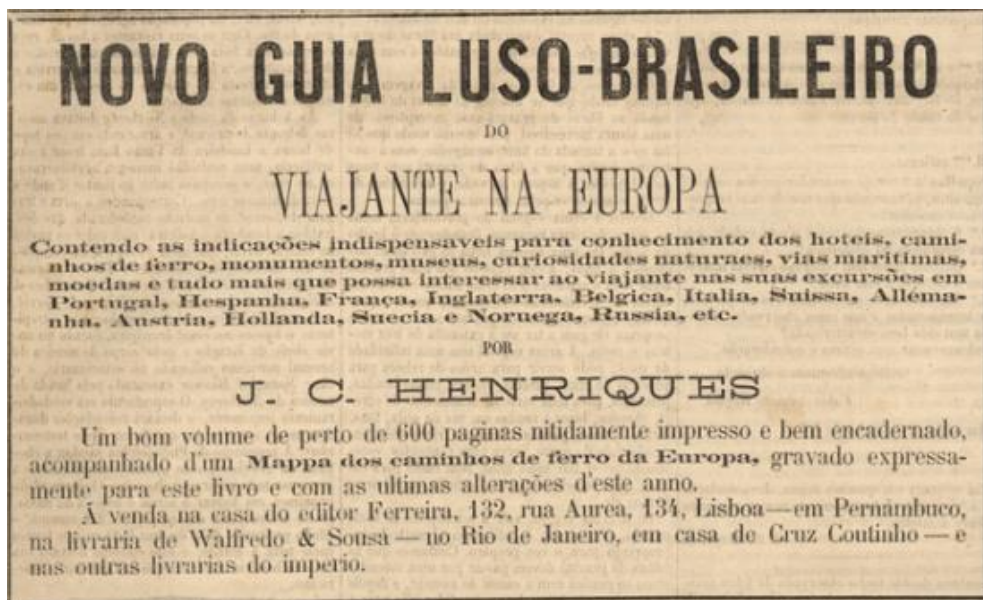 NOVO GUIA LUSO-BRASILEIRO
DO
VIAJANTE NA EUROPA
Contendo as indicações indispensaveis para conhecimento dos hoteis, cami-
nhos de ferro, monumentos, museus, curiosidades naturaes, vias maritimas,
moedas e tudo mais que possa interessar ao viajante nas suas excursões em
Portugal, Hespanha, França, Inglaterra, Belgica, Italia, Suissa, Alléma-
nha, Austria, Hollanda, Suecia e Noruega, Russia, etc.
POR
J. C. HENRIQUES
Um bom volume de perto de 600 paginas nitidamente impresso e bem encadernado,
acompanhado d'um Mappa dos caminhos de ferro da Europa, gravado expressa-
mente para este livro e com as ultimas alterações d'este anno.
Á venda na casa do editor Ferreira, 132, rua Aurea, 134, Lisboa—em Pernambuco,
na livraria de Walfredo & Sousa—no Rio de Janeiro, em casa de Cruz Coutinho—e
nas outras livrarias do imperio.